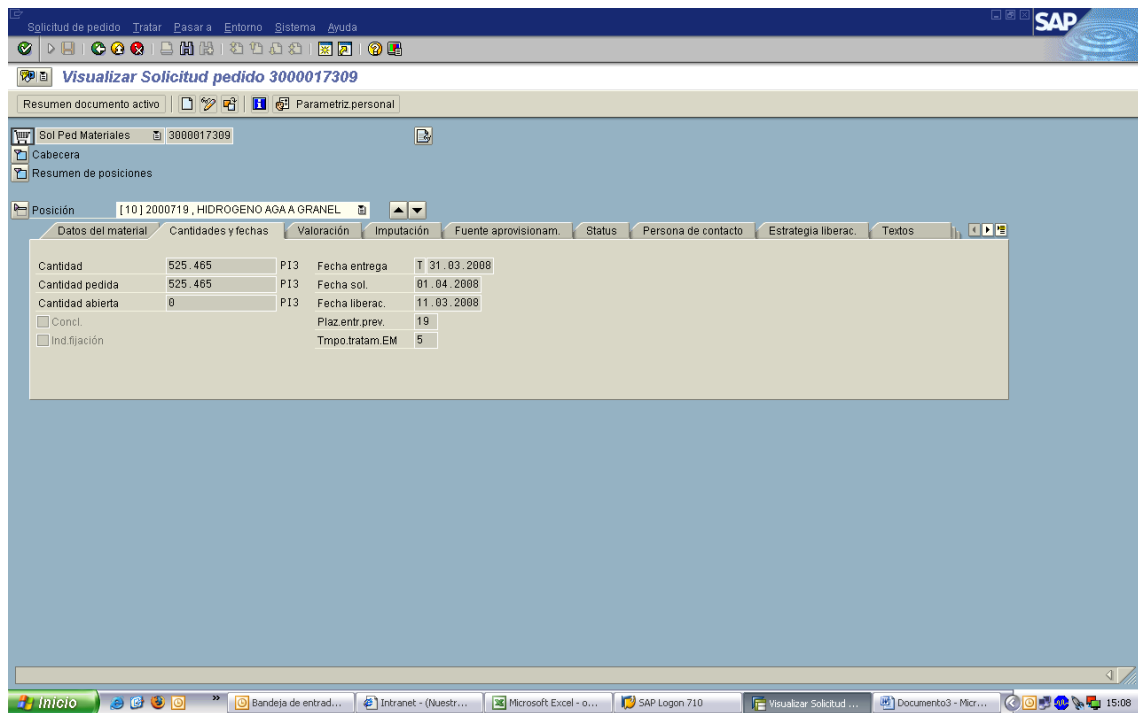 Solicitud de pedido Tratar Pasar a Entorno Sistema Ayuda
SAP
Visualizar Solicitud pedido 3000017309
Resumen documento activo Parametriz.personal
Sol Ped Materiales 3000017309
Cabecera
Resumen de posiciones
Posición [ 10 ] 2000719 , HIDROGENO AGA A GRANEL
Datos del material Cantidades y fechas Valoración Imputación Fuente aprovisionam. Status Persona de contacto Estrategia liberac. Textos
Cantidad 525.465 PI3 Fecha entrega T 31.03.2008
Cantidad pedida 525.465 PI3 Fecha sol. 01.04.2008
Cantidad abierta 0 PI3 Fecha liberac. 11.03.2008
Concl. Plaz.entr.prev. 19
Ind.fijación Tmpo.tratam.EM 5
Inicio » Bandeja de entrad... Intranet - (Nuestr... Microsoft Excel - o... SAP Logon 710 Visualizar Solicitud ... Documento3 - Micr... 15:08